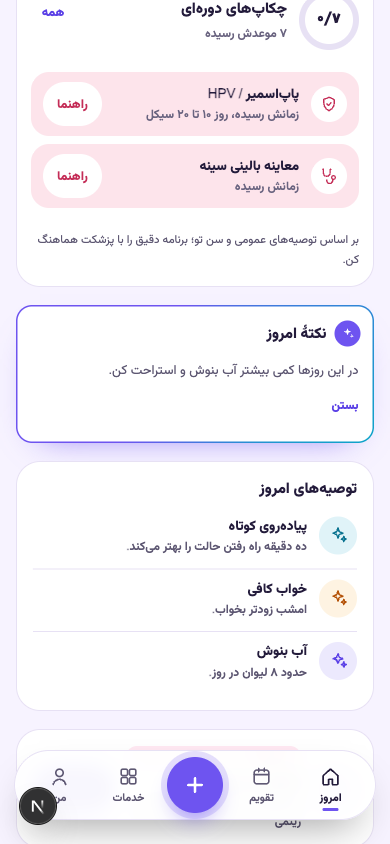 چکاپ‌های دوره‌ای
همه
۰/۷
۷ موعدش رسیده
پاپ‌اسمیر / HPV
زمانش رسیده، روز ۱۰ تا ۲۰ سیکل
راهنما
معاینه بالینی سینه
زمانش رسیده
راهنما
بر اساس توصیه‌های عمومی و سن تو؛ برنامه دقیق را با پزشکت هماهنگ
کن.
نکتهٔ امروز
در این روزها کمی بیشتر آب بنوش و استراحت کن.
بستن
توصیه‌های امروز
پیاده‌روی کوتاه
ده دقیقه راه رفتن حالت را بهتر می‌کند.
خواب کافی
امشب زودتر بخواب.
آب بنوش
حدود ۸ لیوان در روز.
امروز
تقویم
خدمات
من
N